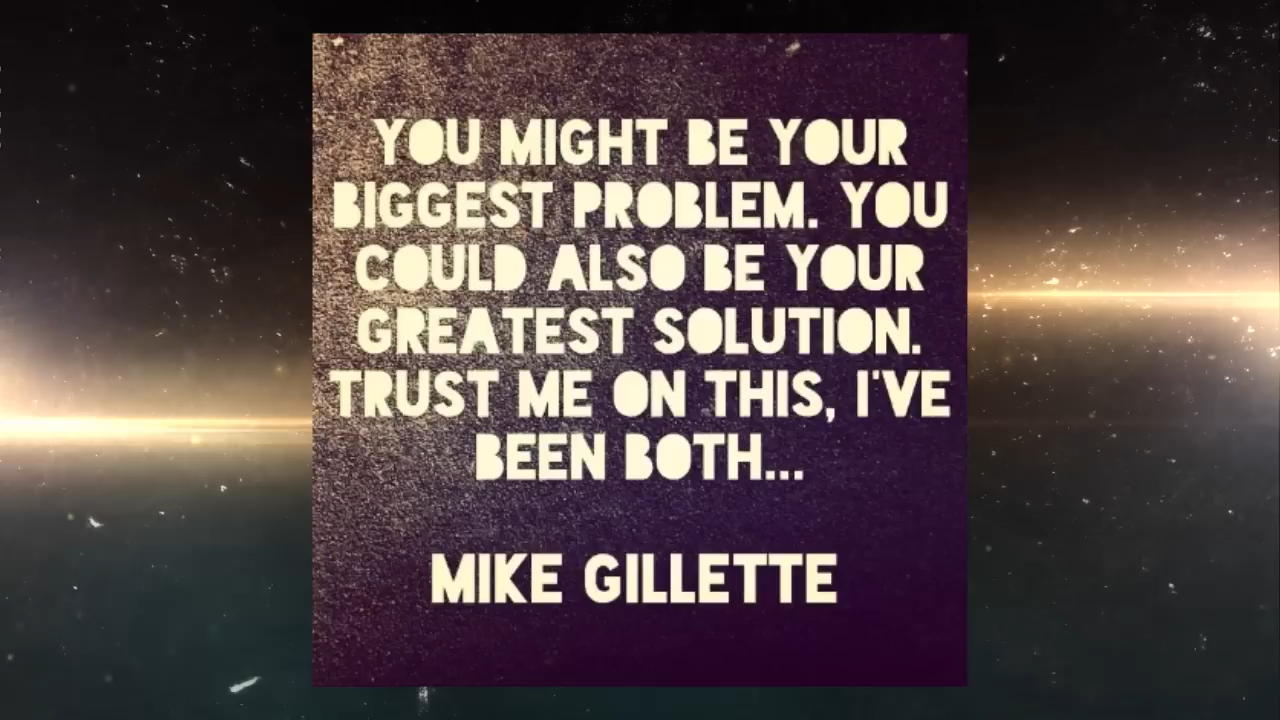 YOU MIGHT BE YOUR
BIGGEST PROBLEM. YOU
COULD ALSO BE YOUR
GREATEST SOLUTION.
TRUST ME ON THIS, I'VE
BEEN BOTH...
MIKE GILLETTE